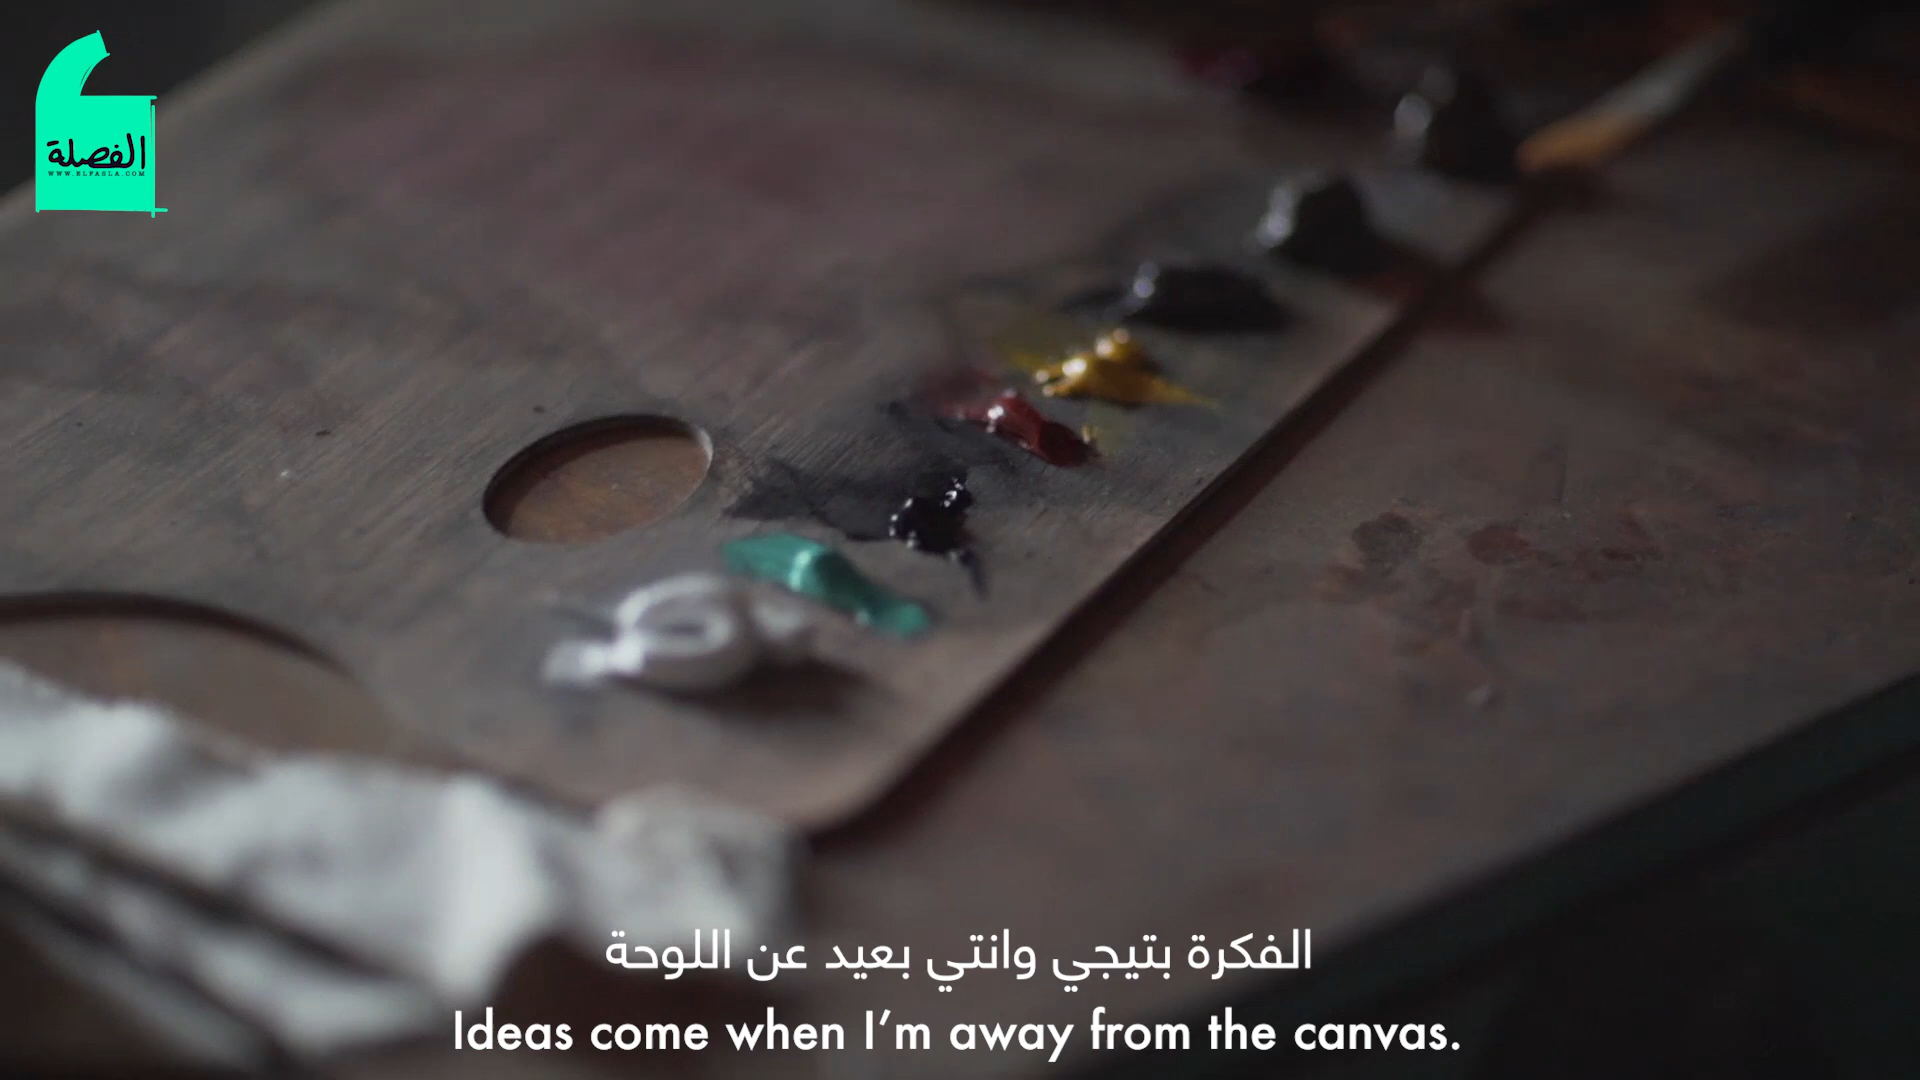 الفصلة
WWW.ELFASLA.COM
الفكرة بتيجي وانتي بعيد عن اللوحة
Ideas come when I'm away from the canvas.